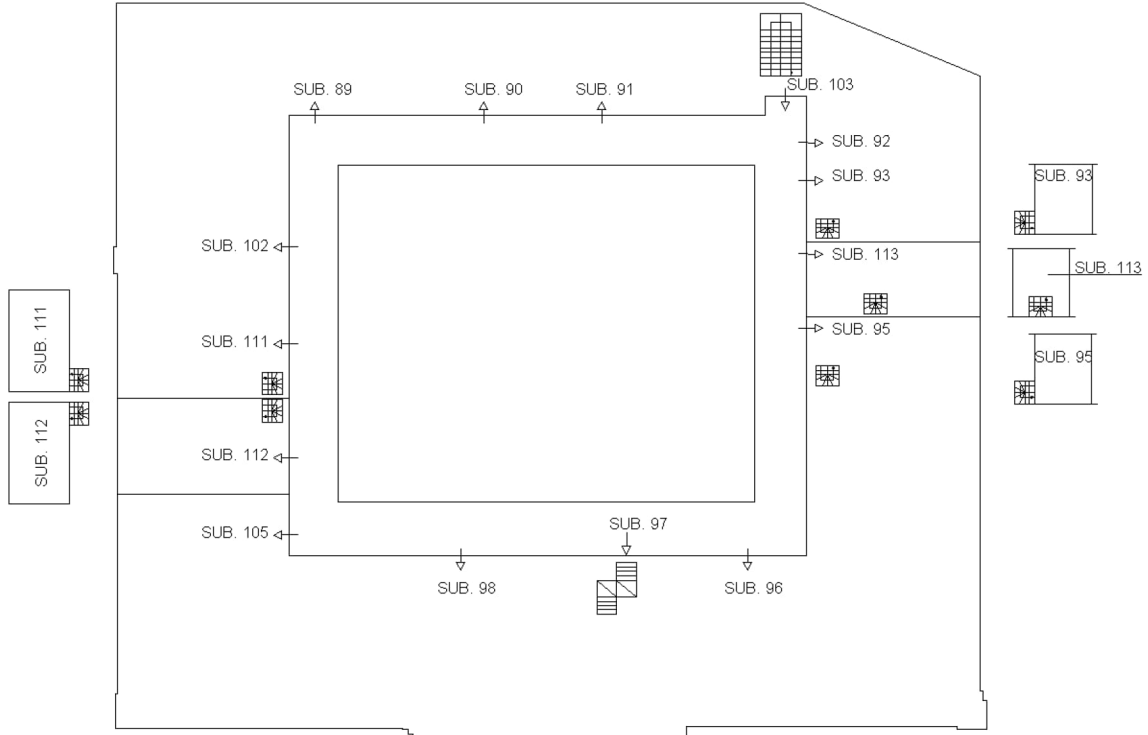 SUB. 103
SUB. 89
SUB. 90
SUB. 91
SUB. 92
SUB. 93
SUB. 93
SUB. 102
SUB. 113
SUB. 113
SUB. 111
SUB. 111
SUB. 95
SUB. 95
SUB. 112
SUB. 112
SUB. 105
SUB. 97
SUB. 98
SUB. 96